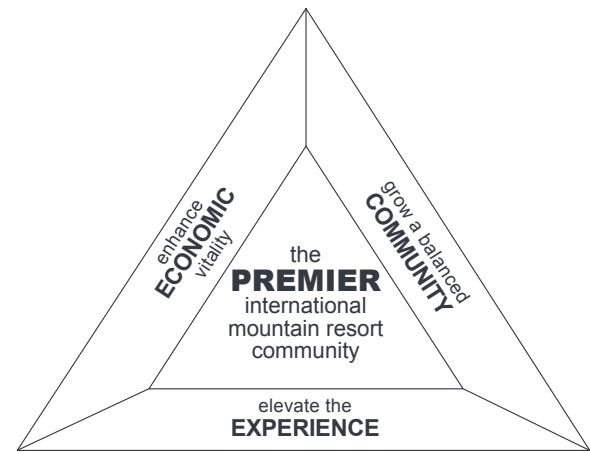 enhance
ECONOMIC
vitality
grow a balanced
COMMUNITY
the
PREMIER
international
mountain resort
community
elevate the
EXPERIENCE